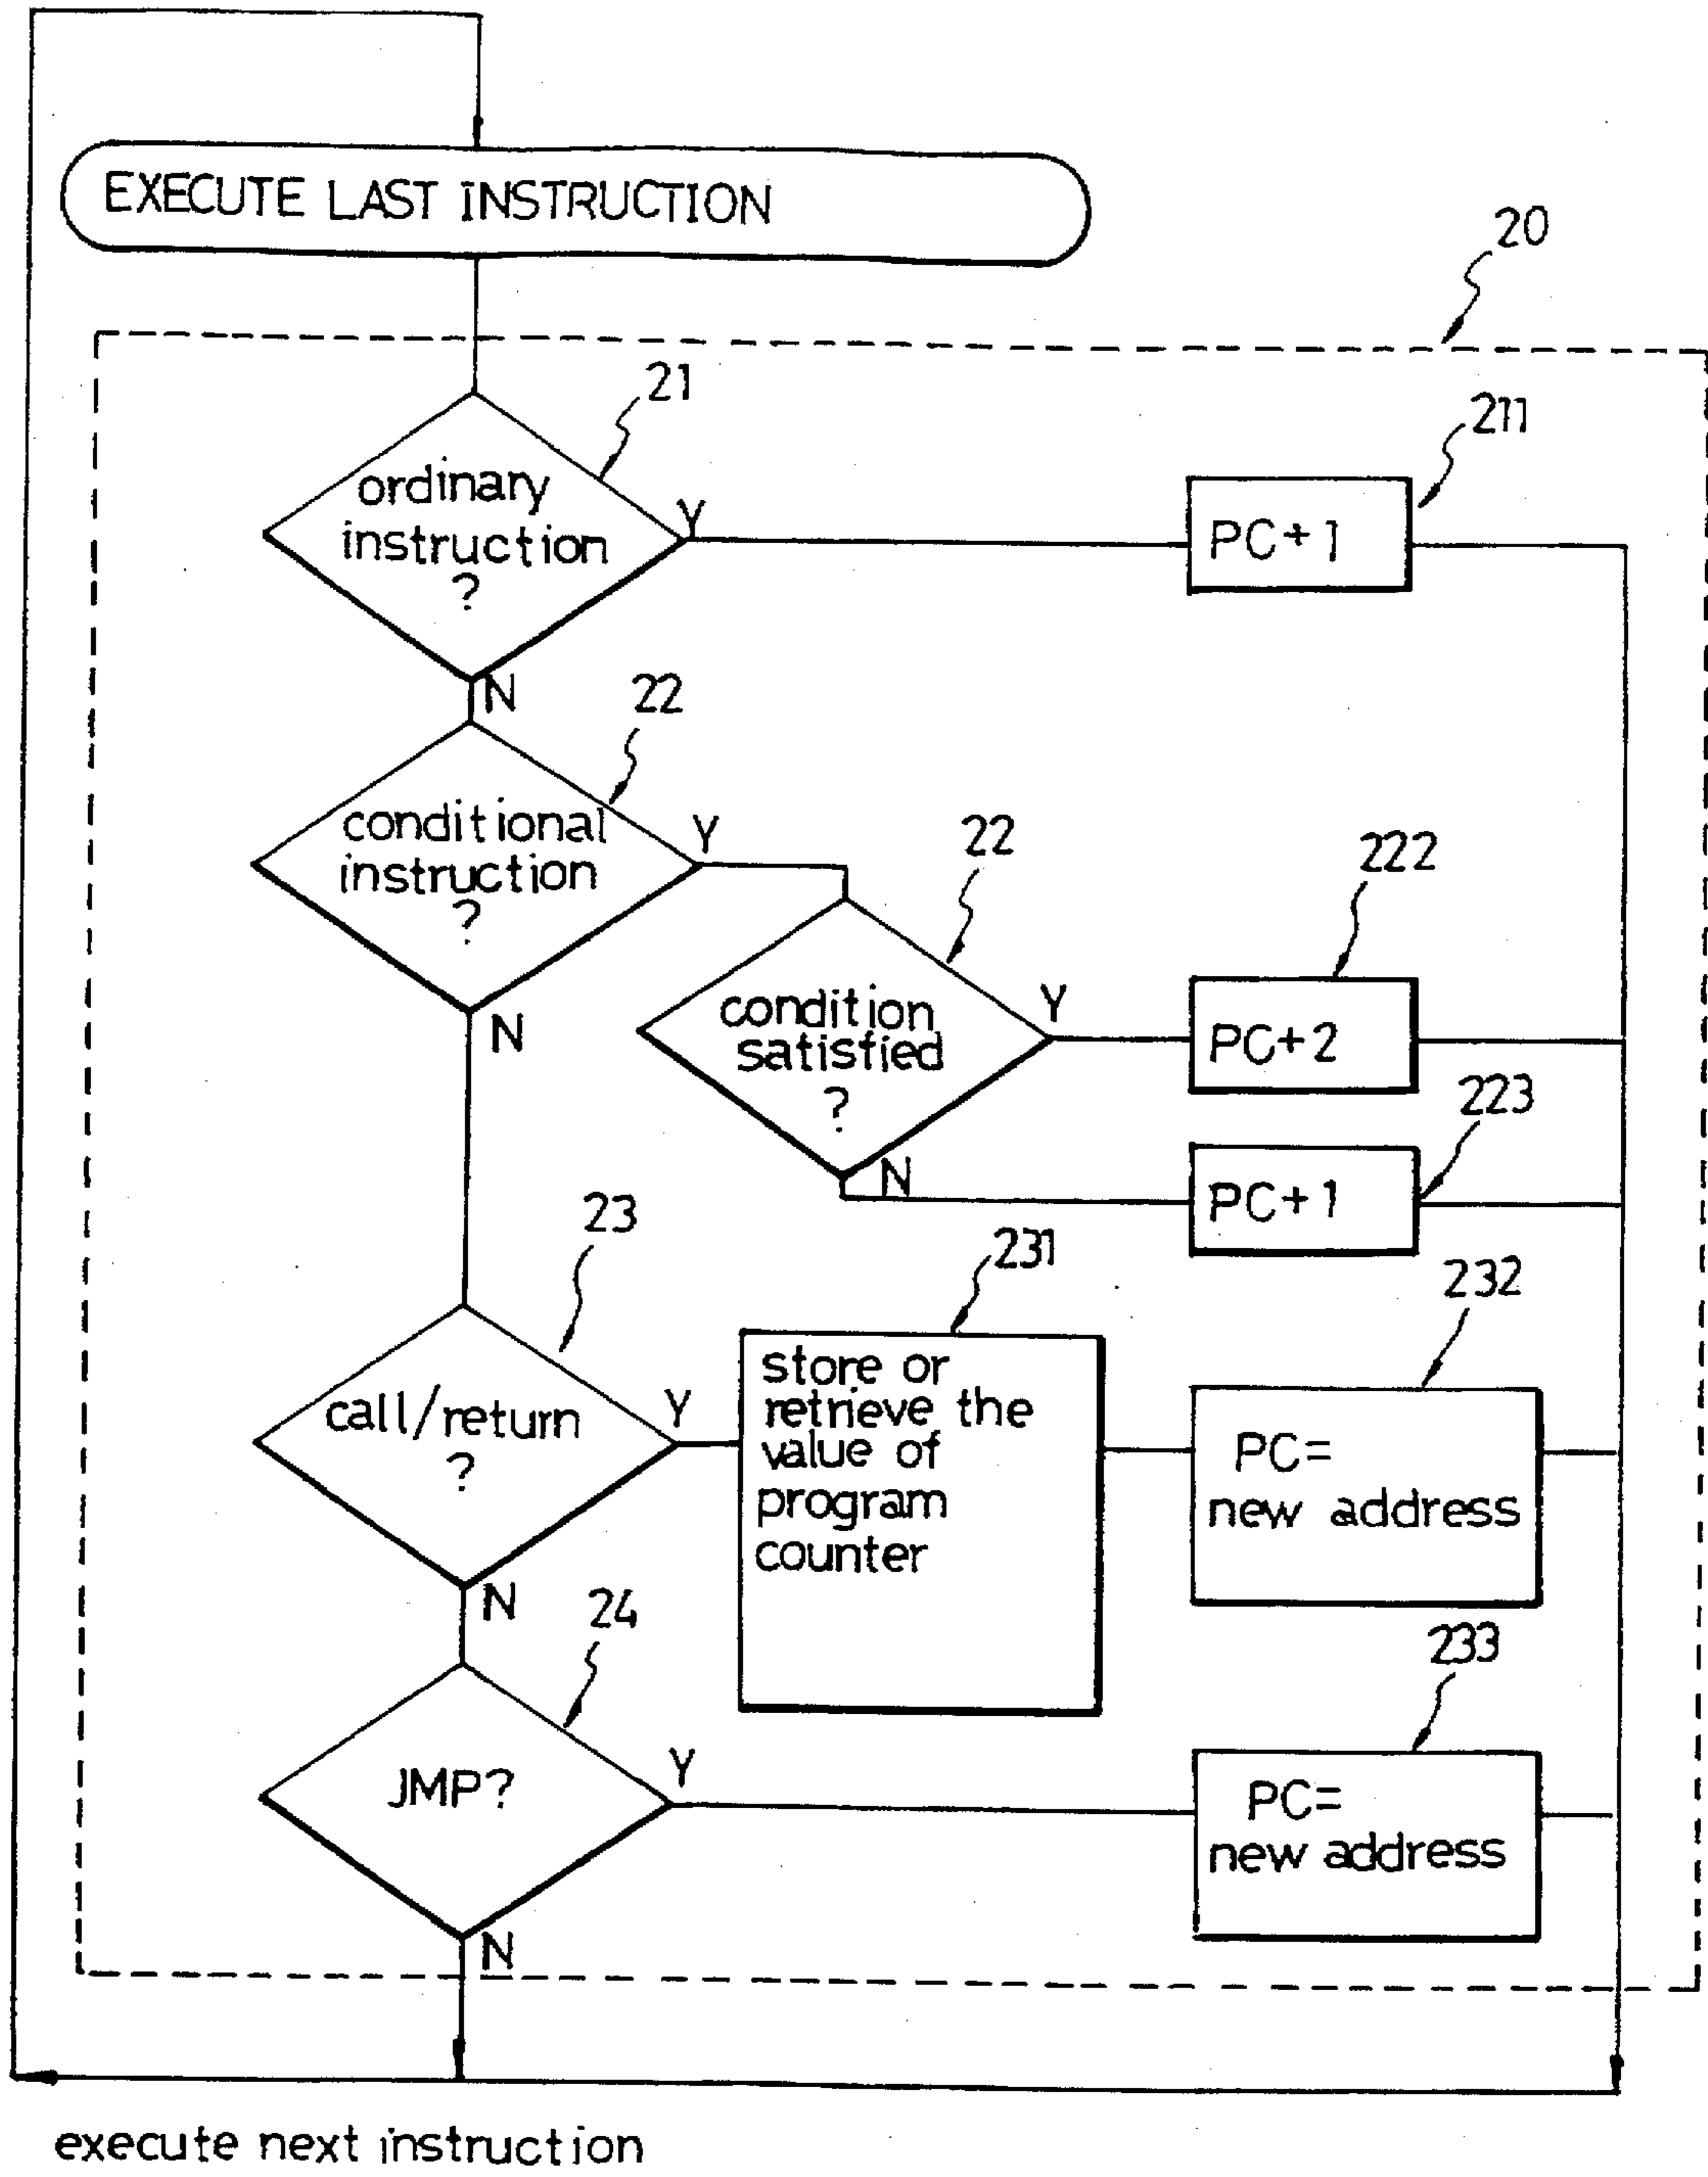 EXECUTE LAST INSTRUCTION
20
21
ordinary
instruction
?
Y
211
PC+1
N
22
conditional
instruction
?
Y
N
22
condition
satisfied
?
Y
222
PC+2
N
223
PC+1
23
call/return
?
Y
231
store or
retrieve the
value of
program
counter
232
PC=
new address
N
24
JMP?
Y
233
PC=
new address
N
execute next instruction